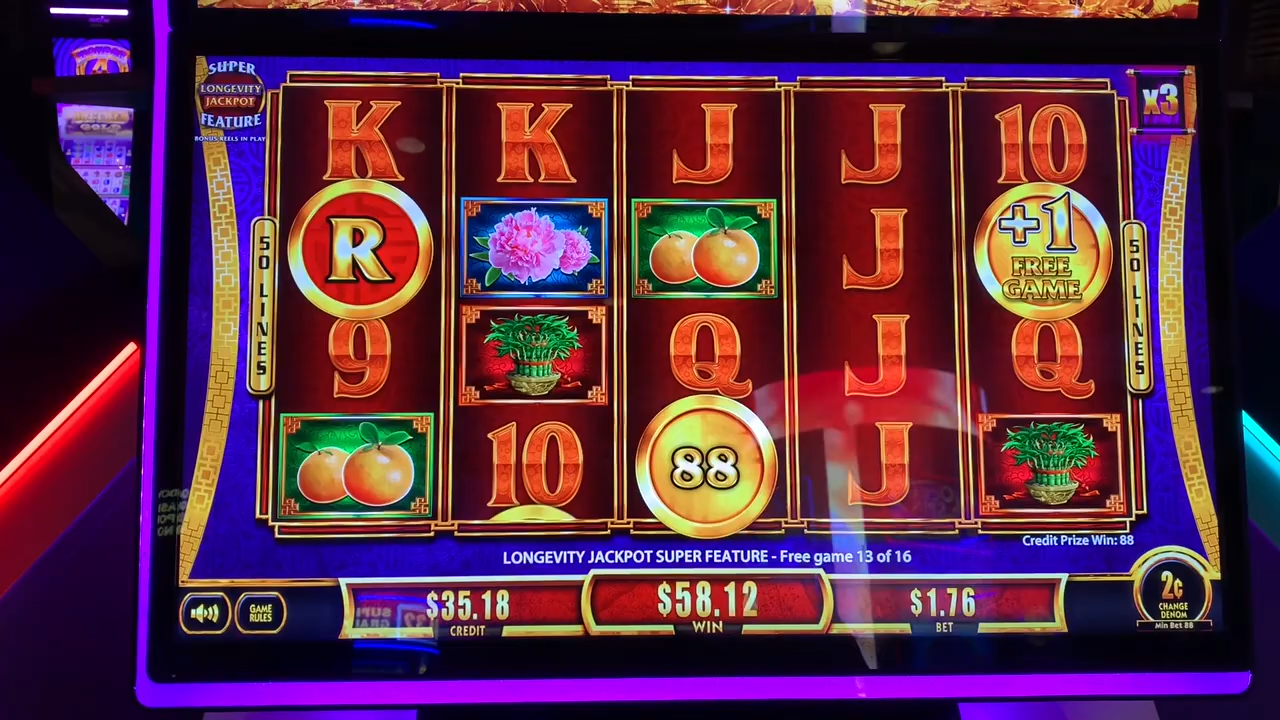 SUPER
LONGEVITY
JACKPOT
FEATURE
BONUS REELS IN PLAY
x3
K K J J 10
R J +1
FREE
GAME
50 LINES
50 LINES
9 Q J Q
10 88 J
Credit Prize Win: 88
LONGEVITY JACKPOT SUPER FEATURE - Free game 13 of 16
GAME
RULES
$35.18
CREDIT
$58.12
WIN
$1.76
BET
2¢
CHANGE
DENOM
Min Bet 88